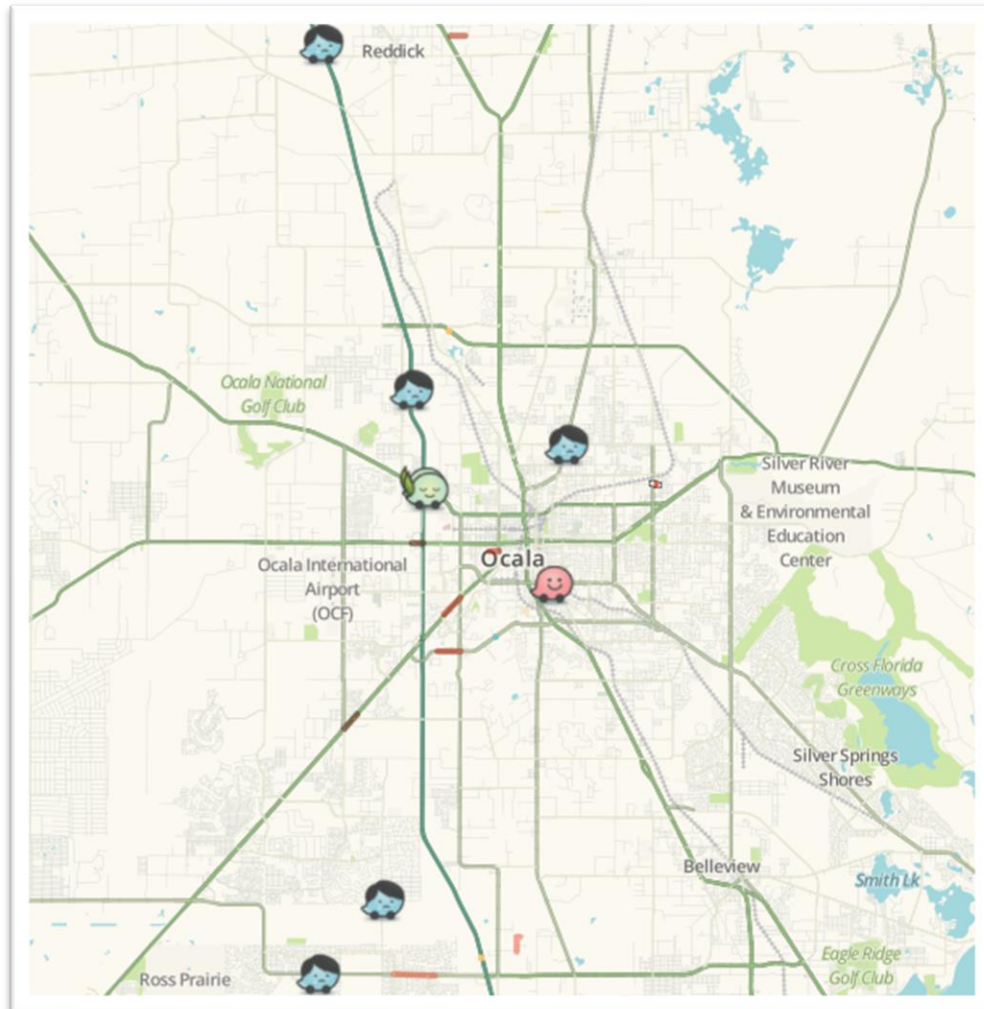 Reddick
Ocala National
Golf Club
Silver River
Museum
& Environmental
Education
Center
Ocala
Ocala International
Airport
(OCF)
Cross Florida
Greenways
Silver Springs
Shores
Belleview
Smith Lk
Eagle Ridge
Golf Club
Ross Prairie